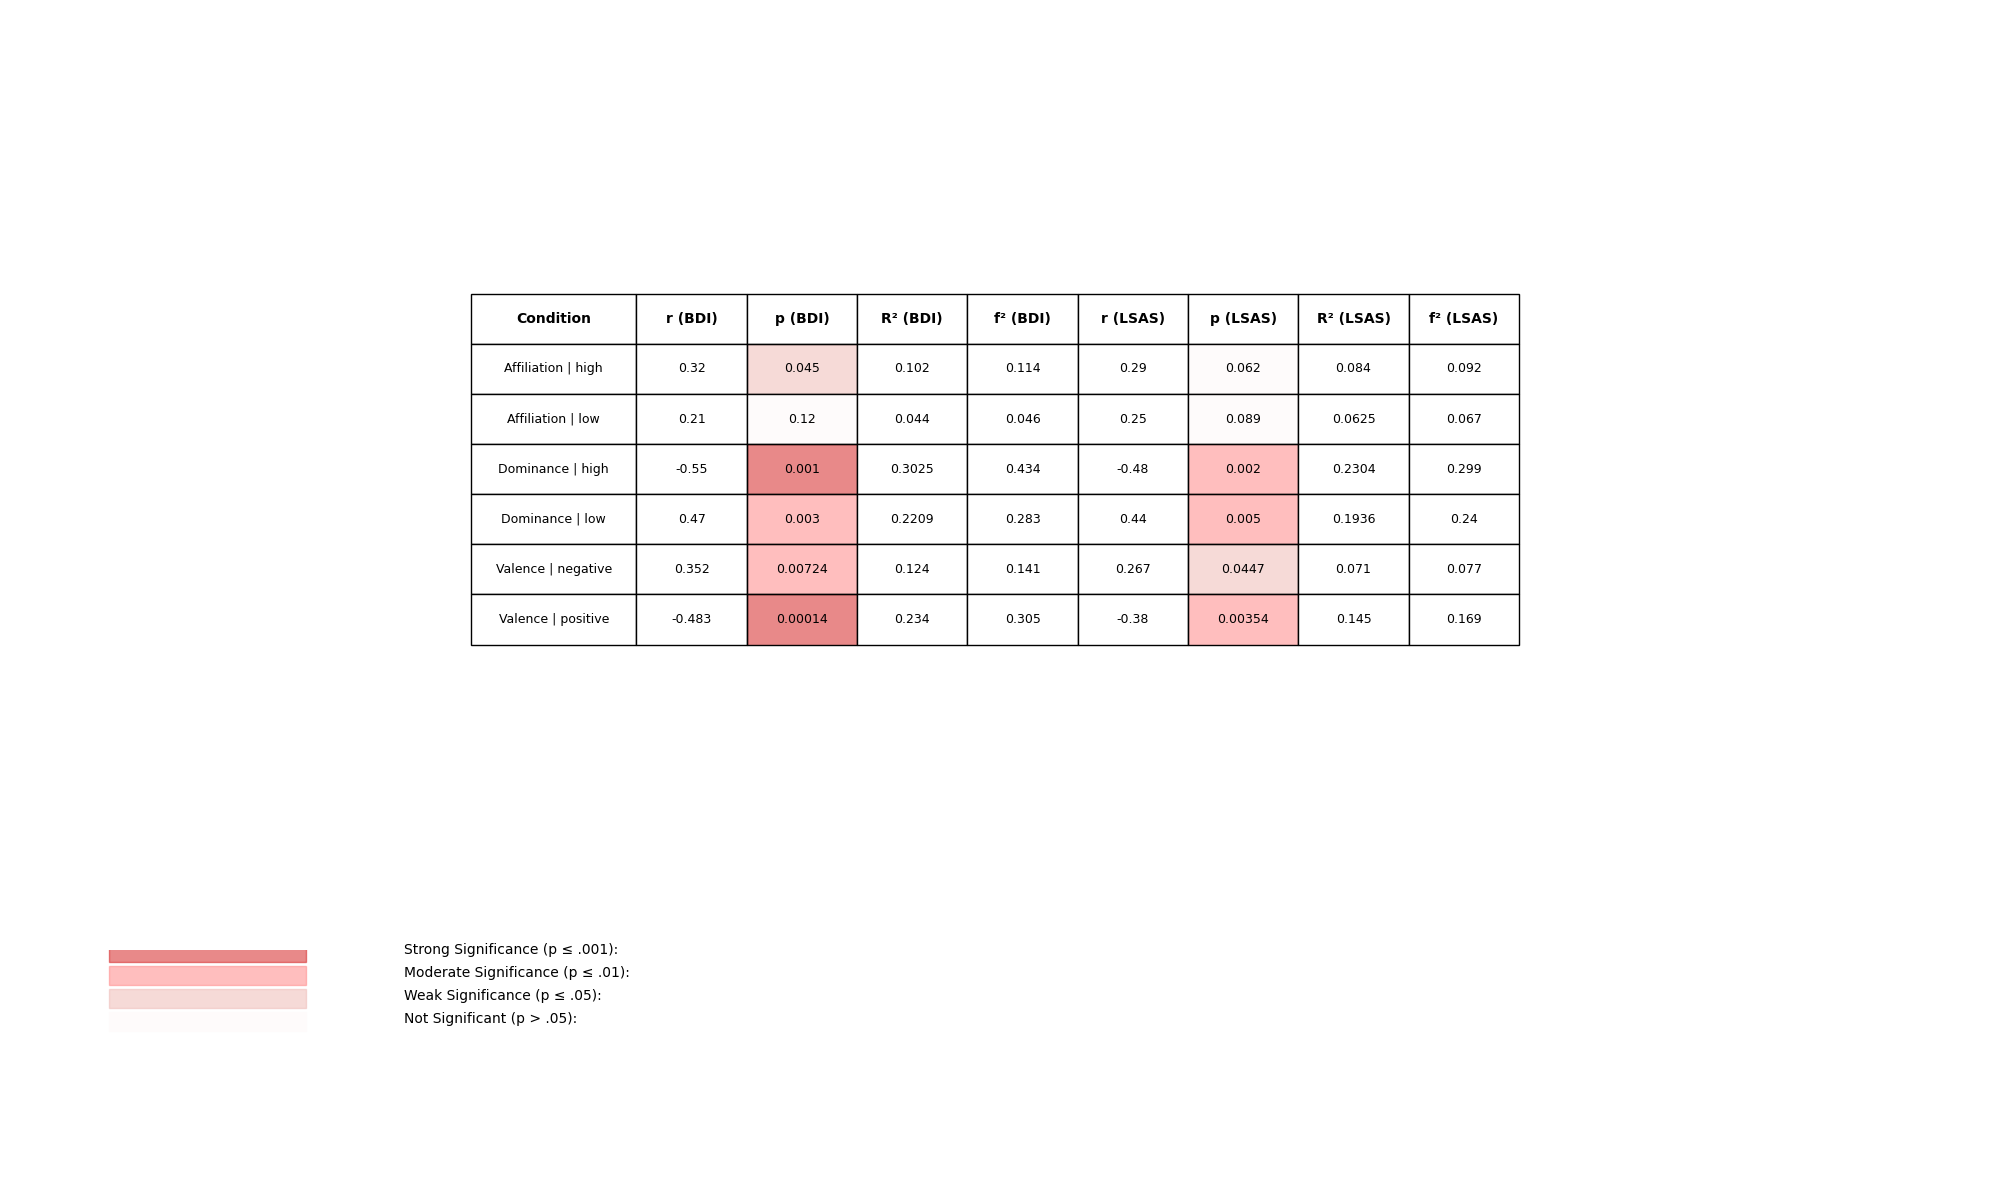 Condition r (BDI) p (BDI) R² (BDI) f² (BDI) r (LSAS) p (LSAS) R² (LSAS) f² (LSAS)
Affiliation | high 0.32 0.045 0.102 0.114 0.29 0.062 0.084 0.092
Affiliation | low 0.21 0.12 0.044 0.046 0.25 0.089 0.0625 0.067
Dominance | high -0.55 0.001 0.3025 0.434 -0.48 0.002 0.2304 0.299
Dominance | low 0.47 0.003 0.2209 0.283 0.44 0.005 0.1936 0.24
Valence | negative 0.352 0.00724 0.124 0.141 0.267 0.0447 0.071 0.077
Valence | positive -0.483 0.00014 0.234 0.305 -0.38 0.00354 0.145 0.169
Strong Significance (p ≤ .001):
Moderate Significance (p ≤ .01):
Weak Significance (p ≤ .05):
Not Significant (p > .05):